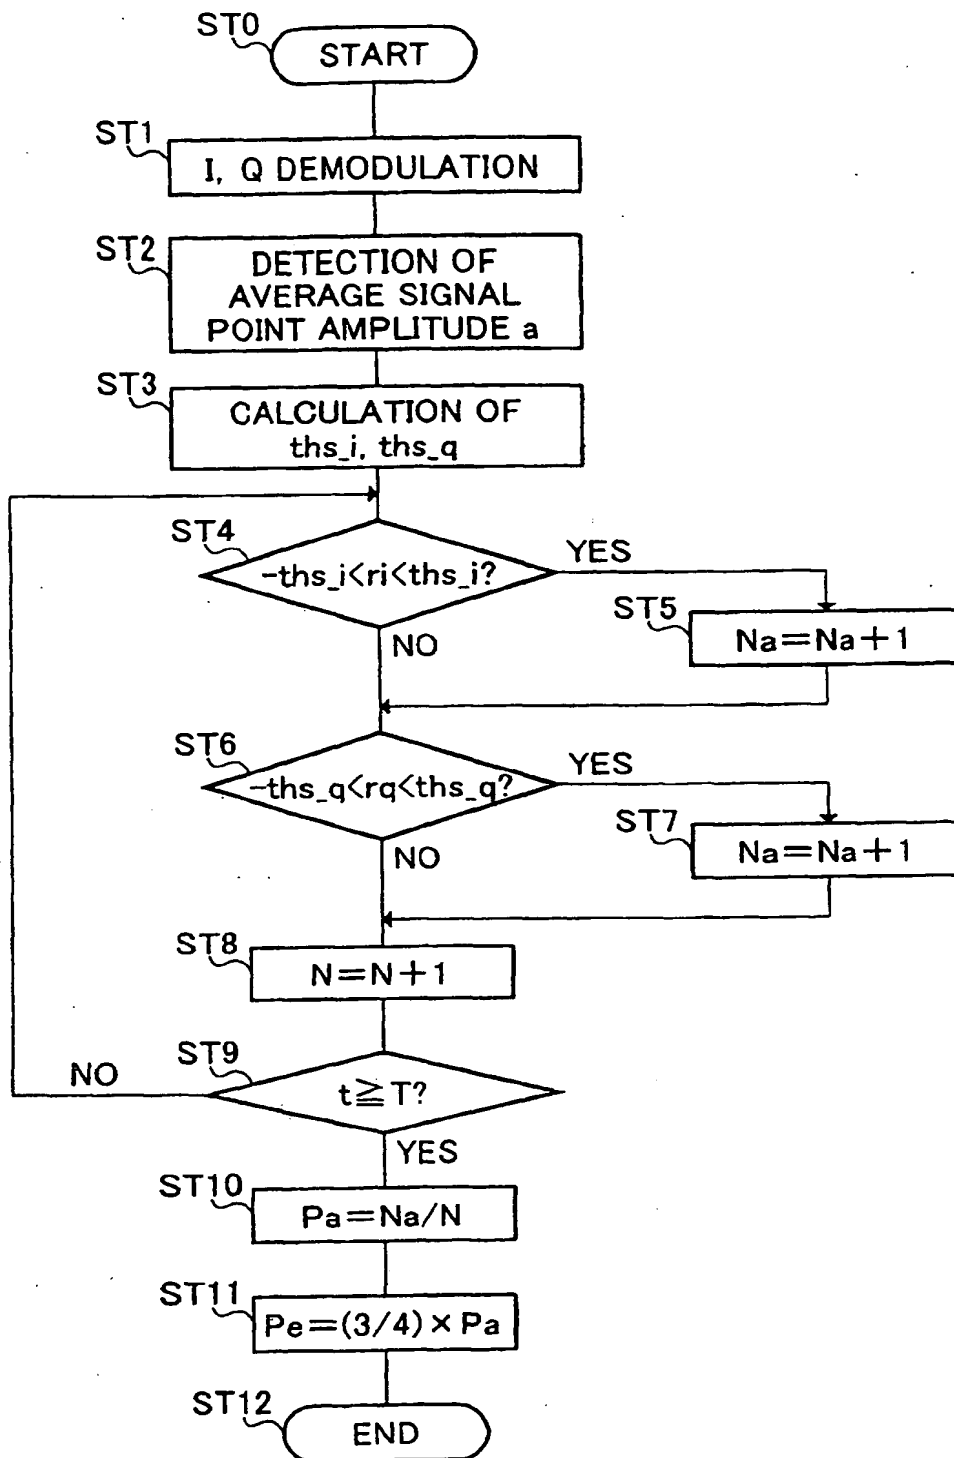 ST0
START
ST1
I, Q DEMODULATION
ST2
DETECTION OF
AVERAGE SIGNAL
POINT AMPLITUDE a
ST3
CALCULATION OF
ths_i, ths_q
ST4
-ths_i<ri<ths_i?
YES
NO
ST5
Na=Na+1
ST6
-ths_q<rq<ths_q?
YES
NO
ST7
Na=Na+1
ST8
N=N+1
ST9
t≧T?
NO
YES
ST10
Pa=Na/N
ST11
Pe=(3/4)×Pa
ST12
END